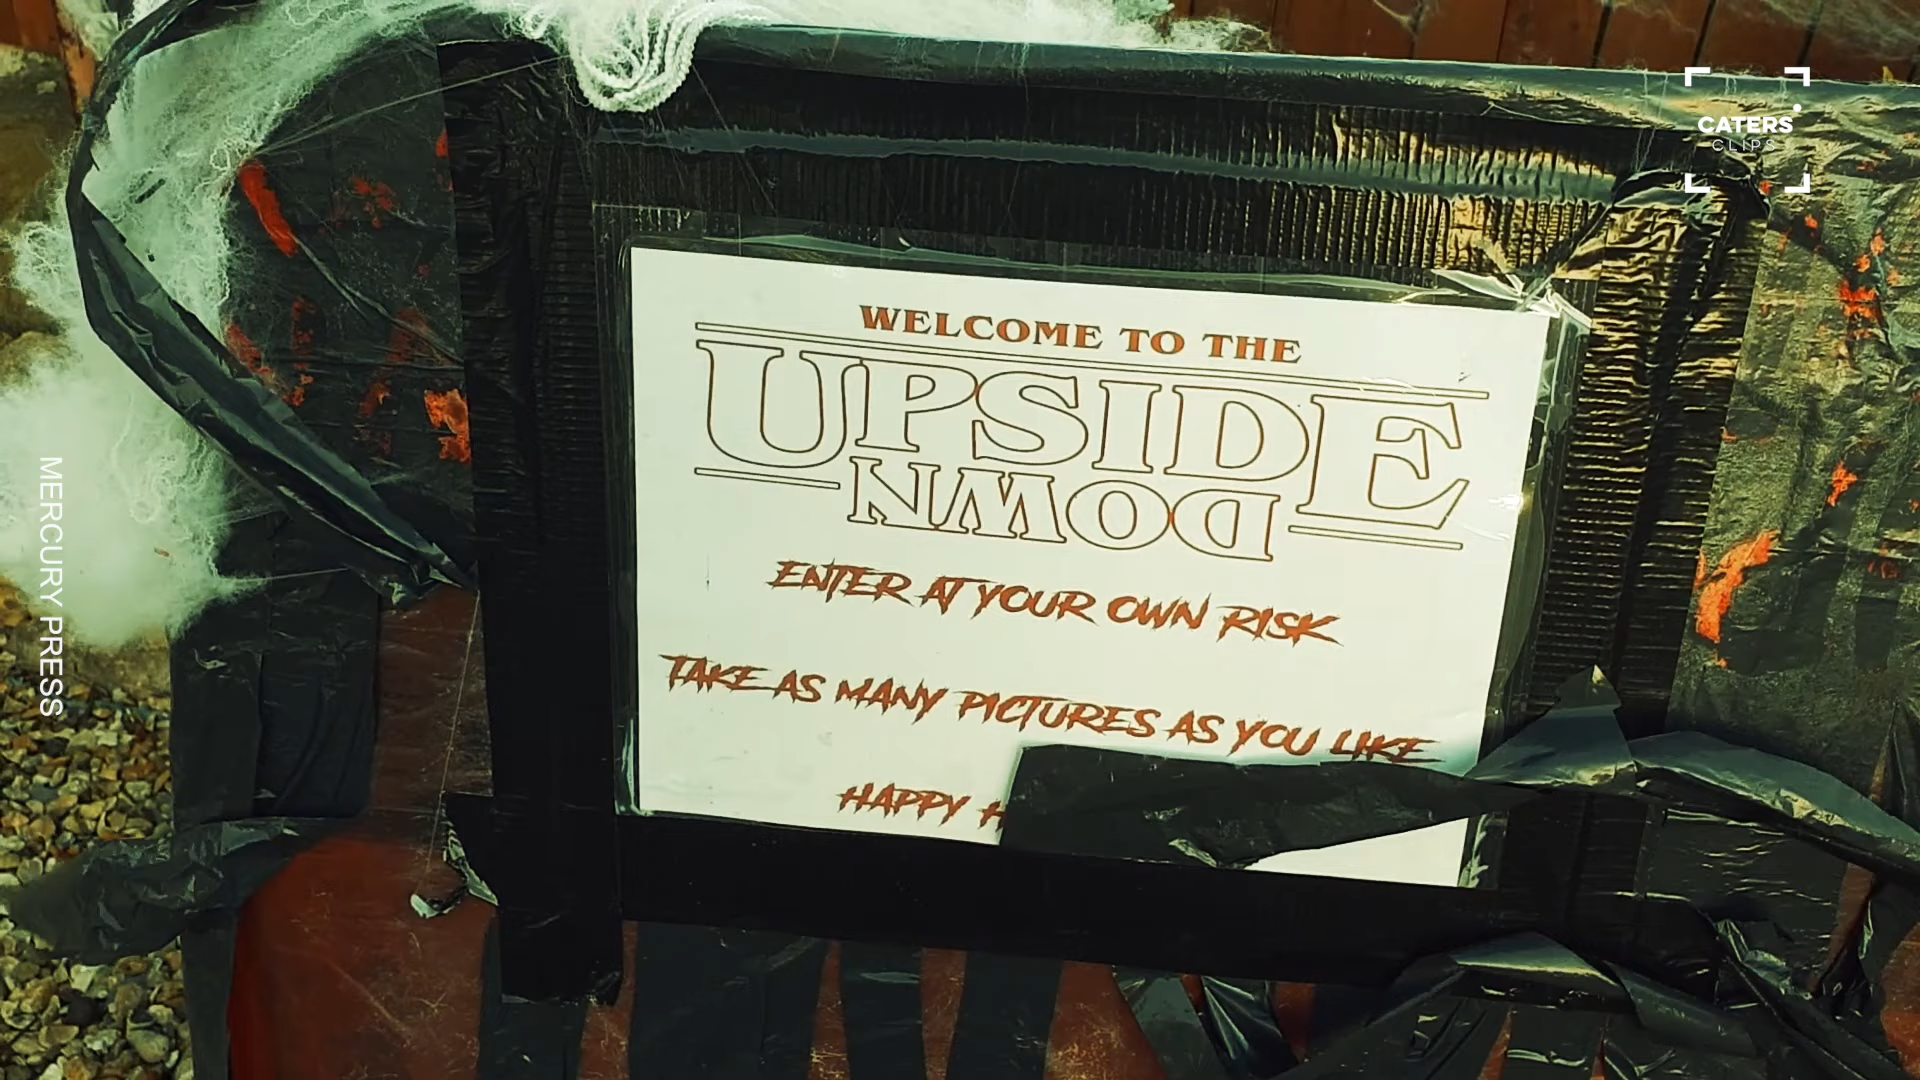 WELCOME TO THE
UPSIDE
DOWN
ENTER AT YOUR OWN RISK
TAKE AS MANY PICTURES AS YOU LIKE
HAPPY H
CATERS
CLIPS
MERCURY PRESS